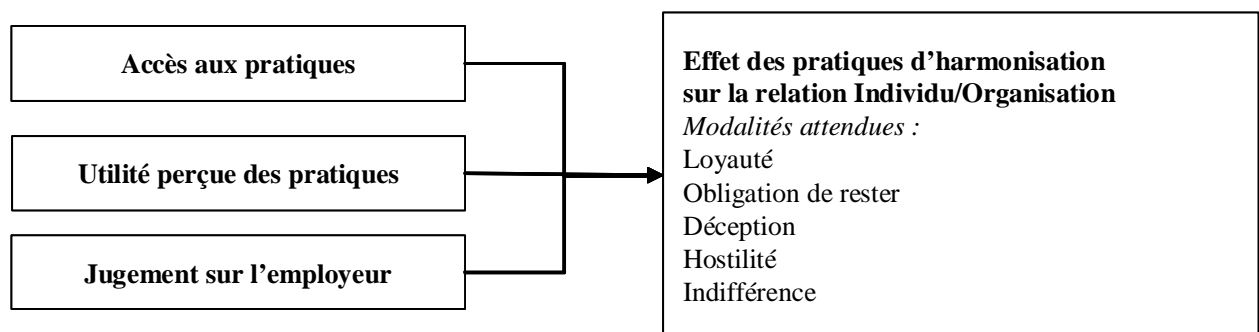 Accès aux pratiques
Utilité perçue des pratiques
Jugement sur l’employeur
Effet des pratiques d’harmonisation
sur la relation Individu/Organisation
Modalités attendues :
Loyauté
Obligation de rester
Déception
Hostilité
Indifférence